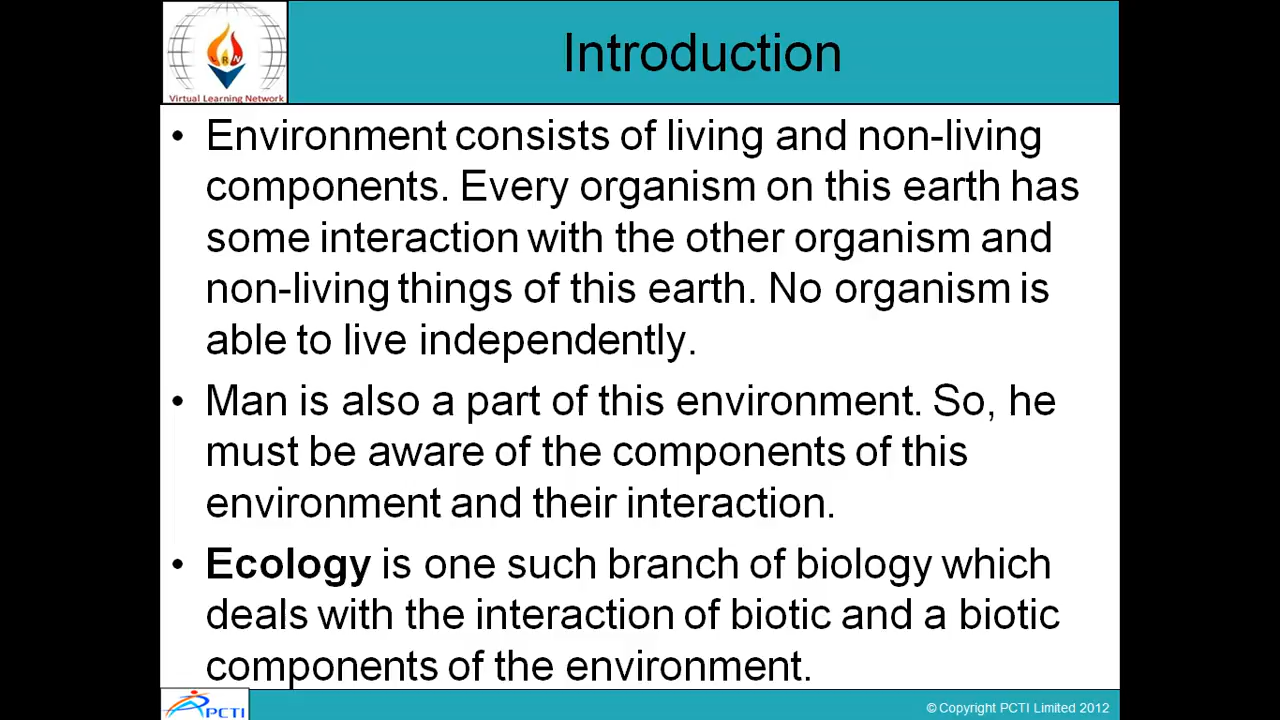 Introduction
LRN
Virtual Learning Network
• Environment consists of living and non-living
components. Every organism on this earth has
some interaction with the other organism and
non-living things of this earth. No organism is
able to live independently.
• Man is also a part of this environment. So, he
must be aware of the components of this
environment and their interaction.
• Ecology is one such branch of biology which
deals with the interaction of biotic and a biotic
components of the environment.
PCTI
© Copyright PCTI Limited 2012